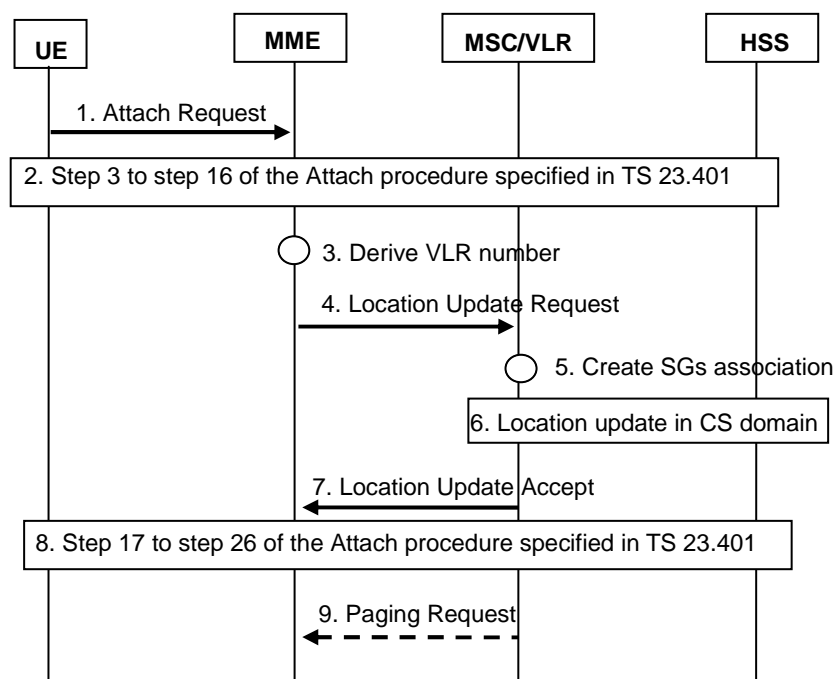 UE
MME
MSC/VLR
HSS
1. Attach Request
2. Step 3 to step 16 of the Attach procedure specified in TS 23.401
3. Derive VLR number
4. Location Update Request
5. Create SGs association
6. Location update in CS domain
7. Location Update Accept
8. Step 17 to step 26 of the Attach procedure specified in TS 23.401
9. Paging Request